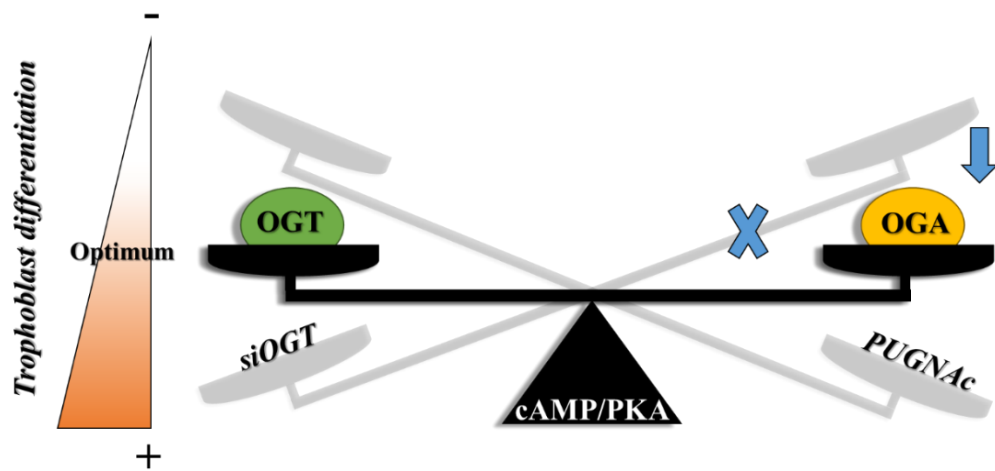 -
Trophoblast differentiation
Optimum
+
OGT
OGA
siOGT
PUGNAc
cAMP/PKA